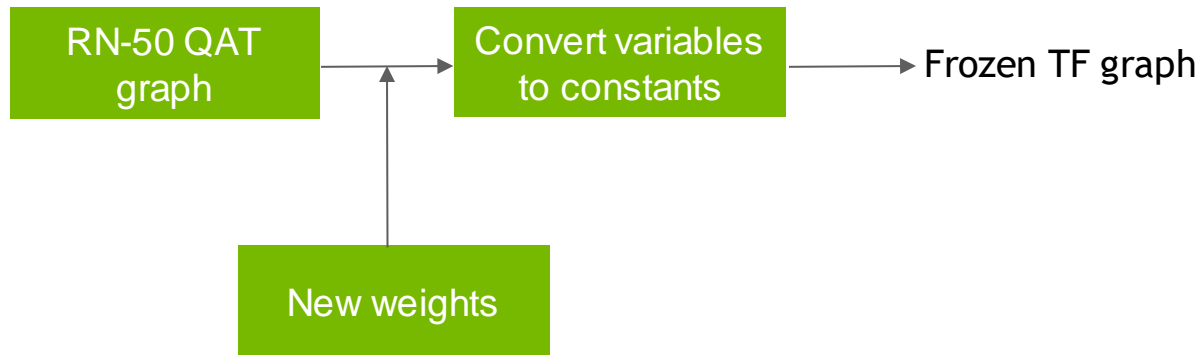 RN-50 QAT
graph
Convert variables
to constants
Frozen TF graph
New weights